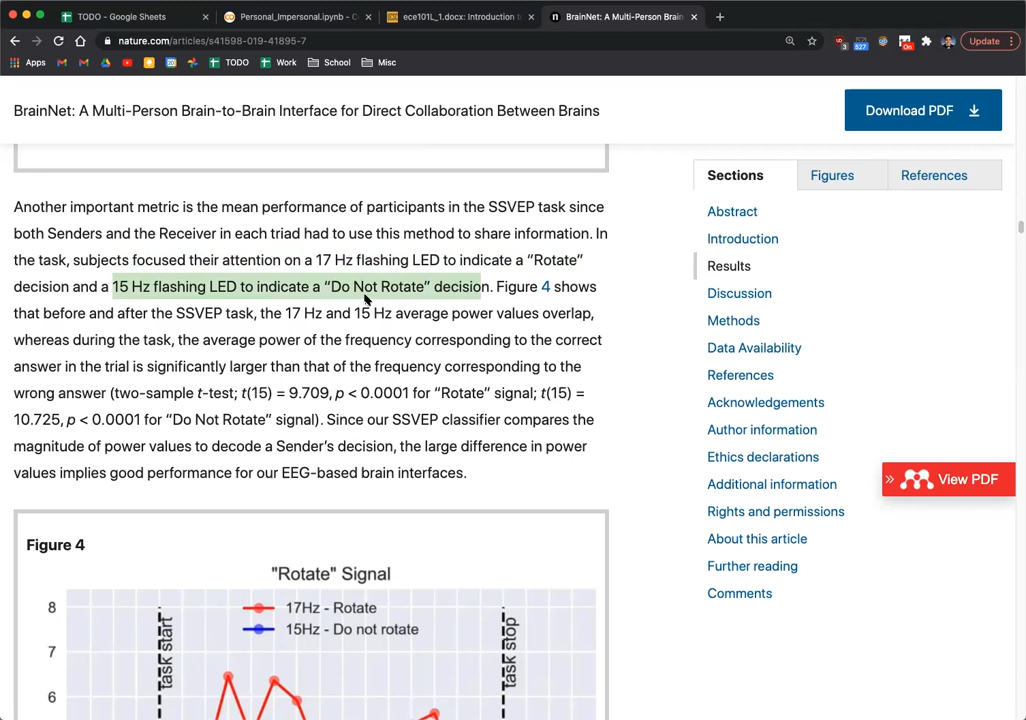 TODO - Google Sheets
Personal_Impersonal.ipynb - C
ece101L_1.docx: Introduction t
BrainNet: A Multi-Person Brain
nature.com/articles/s41598-019-41895-7
3
527
On
Update
Apps
TODO
Work
School
Misc
BrainNet: A Multi-Person Brain-to-Brain Interface for Direct Collaboration Between Brains
Download PDF
Another important metric is the mean performance of participants in the SSVEP task since
both Senders and the Receiver in each triad had to use this method to share information. In
the task, subjects focused their attention on a 17 Hz flashing LED to indicate a “Rotate”
decision and a 15 Hz flashing LED to indicate a “Do Not Rotate” decision. Figure 4 shows
that before and after the SSVEP task, the 17 Hz and 15 Hz average power values overlap,
whereas during the task, the average power of the frequency corresponding to the correct
answer in the trial is significantly larger than that of the frequency corresponding to the
wrong answer (two-sample t-test; t(15) = 9.709, p < 0.0001 for “Rotate” signal; t(15) =
10.725, p < 0.0001 for “Do Not Rotate” signal). Since our SSVEP classifier compares the
magnitude of power values to decode a Sender’s decision, the large difference in power
values implies good performance for our EEG-based brain interfaces.
Figure 4
"Rotate" Signal
17Hz - Rotate
15Hz - Do not rotate
task start
task stop
8
7
6
Sections
Figures
References
Abstract
Introduction
Results
Discussion
Methods
Data Availability
References
Acknowledgements
Author information
Ethics declarations
Additional information
Rights and permissions
About this article
Further reading
Comments
» View PDF